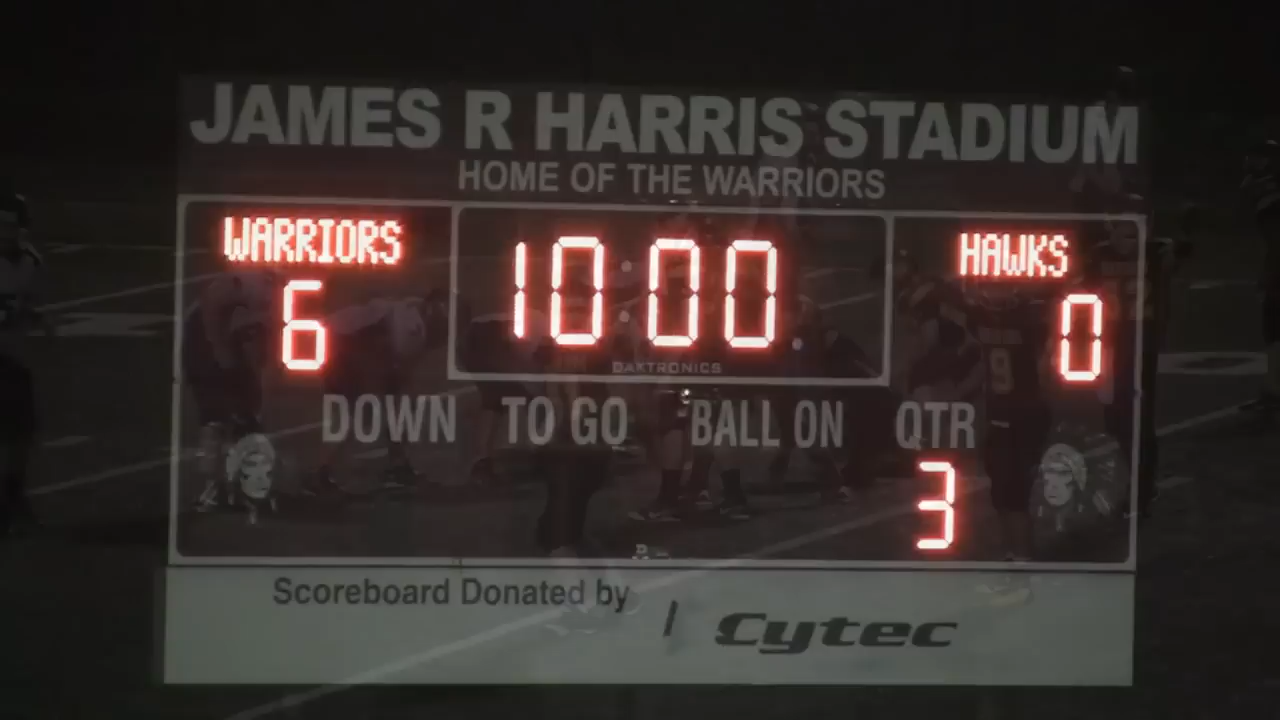 JAMES R HARRIS STADIUM
HOME OF THE WARRIORS
WARRIORS 10:00 HAWKS
6 0
DAKTRONICS
DOWN TO GO BALL ON QTR
3
9
Scoreboard Donated by
Cytec